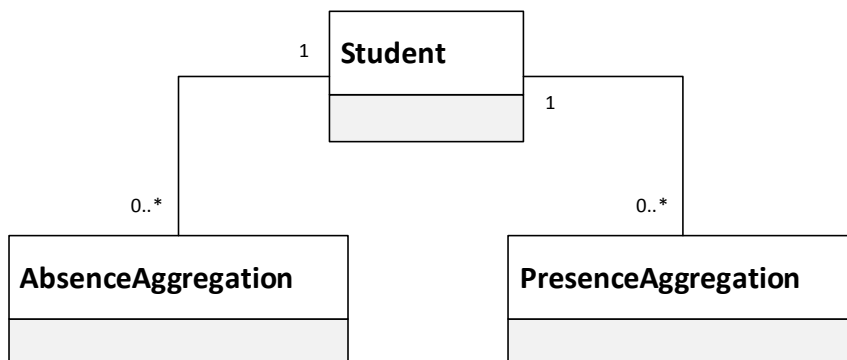 1
Student
1
0..*
0..*
AbsenceAggregation
PresenceAggregation